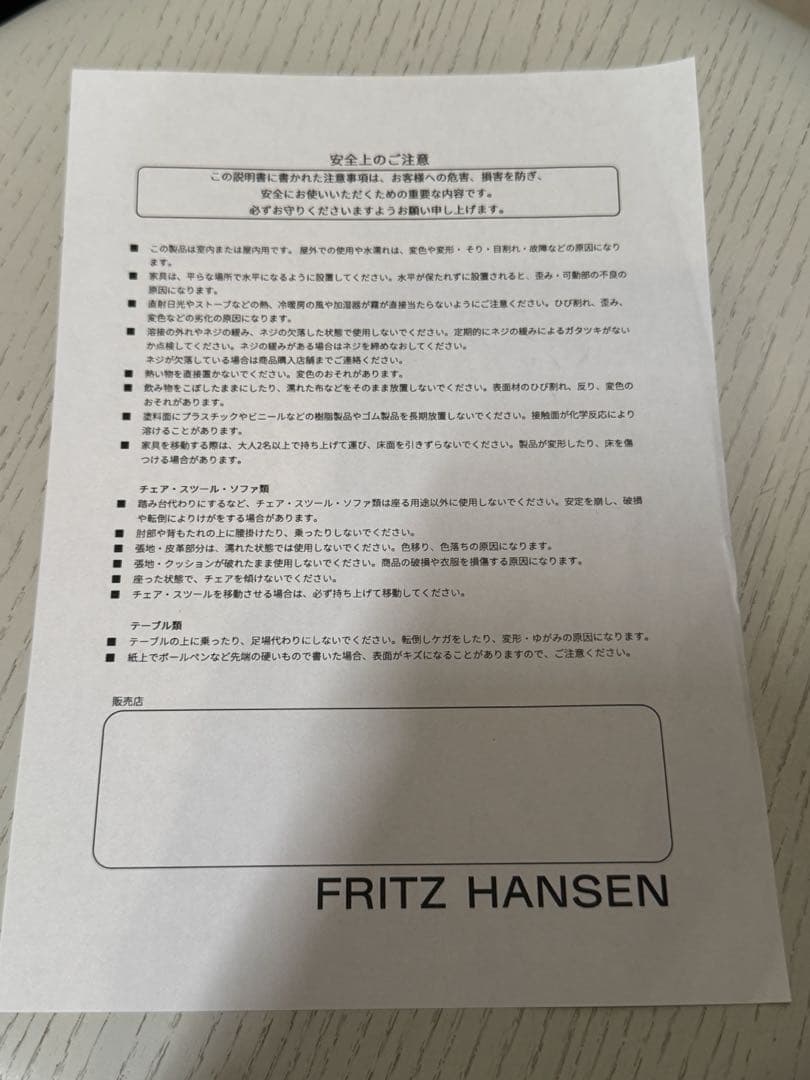 安全上のご注意
この説明書に書かれた注意事項は、お客様への危害、損害を防ぎ、
安全にお使いいただくための重要な内容です。
必ずお守りくださいますようお願い申し上げます。
■ この製品は室内または屋内用です。 屋外での使用や水濡れは、変色や変形・ そり・目割れ・故障などの原因になり
ます。
■ 家具は、平らな場所で水平になるように設置してください。水平が保たれずに設置されると、歪み・可動部の不良の
原因になります。
■ 直射日光やストーブなどの熱、冷暖房の風や加湿器が霧が直接当たらないようにご注意ください。ひび割れ、歪み、
変色などの劣化の原因になります。
■ 溶接の外れやネジの緩み、ネジの欠落した状態で使用しないでください。定期的にネジの緩みによるガタツキがない
か点検してください。ネジの緩みがある場合はネジを締めなおしてください。
ネジが欠落している場合は商品購入店舗までご連絡ください。
■ 熱い物を直接置かないでください。変色のおそれがあります。
■ 飲み物をこぼしたままにしたり、濡れた布などをそのまま放置しないでください。表面材のひび割れ、反り、変色の
おそれがあります。
■ 塗料面にプラスチックやビニールなどの樹脂製品やゴム製品を長期放置しないでください。接触面が化学反応により
溶けることがあります。
■ 家具を移動する際は、大人2名以上で持ち上げて運び、床面を引きずらないでください。製品が変形したり、床を傷
つける場合があります。
チェア・スツール・ソファ類
■ 踏み台代わりにするなど、チェア・スツール・ソファ類は座る用途以外に使用しないでください。安定を崩し、破損
や転倒によりけがをする場合があります。
■ 肘部や背もたれの上に腰掛けたり、乗ったりしないでください。
■ 張地・皮革部分は、濡れた状態では使用しないでください。色移り、色落ちの原因になります。
■ 張地・クッションが破れたまま使用しないでください。商品の破損や衣服を損傷する原因になります。
■ 座った状態で、チェアを傾けないでください。
■ チェア・スツールを移動させる場合は、必ず持ち上げて移動してください。
テーブル類
■ テーブルの上に乗ったり、足場代わりにしないでください。転倒しケガをしたり、変形・ゆがみの原因になります。
■ 紙上でボールペンなど先端の硬いもので書いた場合、表面がキズになることがありますので、ご注意ください。
販売店
FRITZ HANSEN